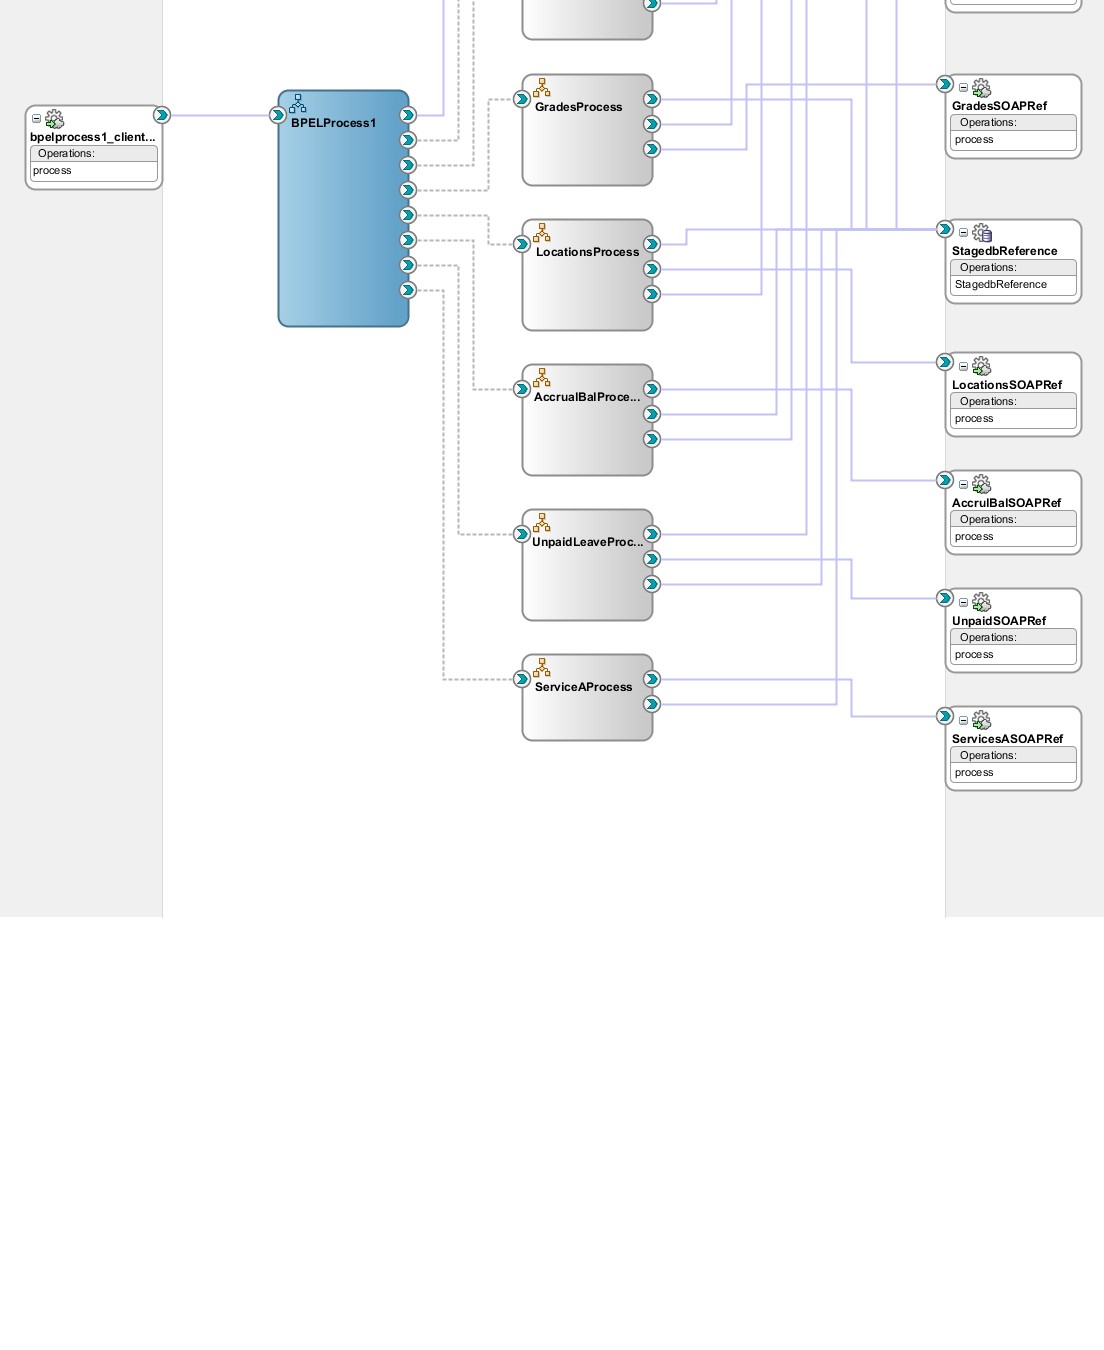 bpelprocess1_client...
Operations:
process
BPELProcess1
GradesProcess
LocationsProcess
AccrualBalProce...
UnpaidLeaveProc...
ServiceAProcess
GradesSOAPRef
Operations:
process
StagedbReference
Operations:
StagedbReference
LocationsSOAPRef
Operations:
process
AccrulBalSOAPRef
Operations:
process
UnpaidSOAPRef
Operations:
process
ServicesASOAPRef
Operations:
process